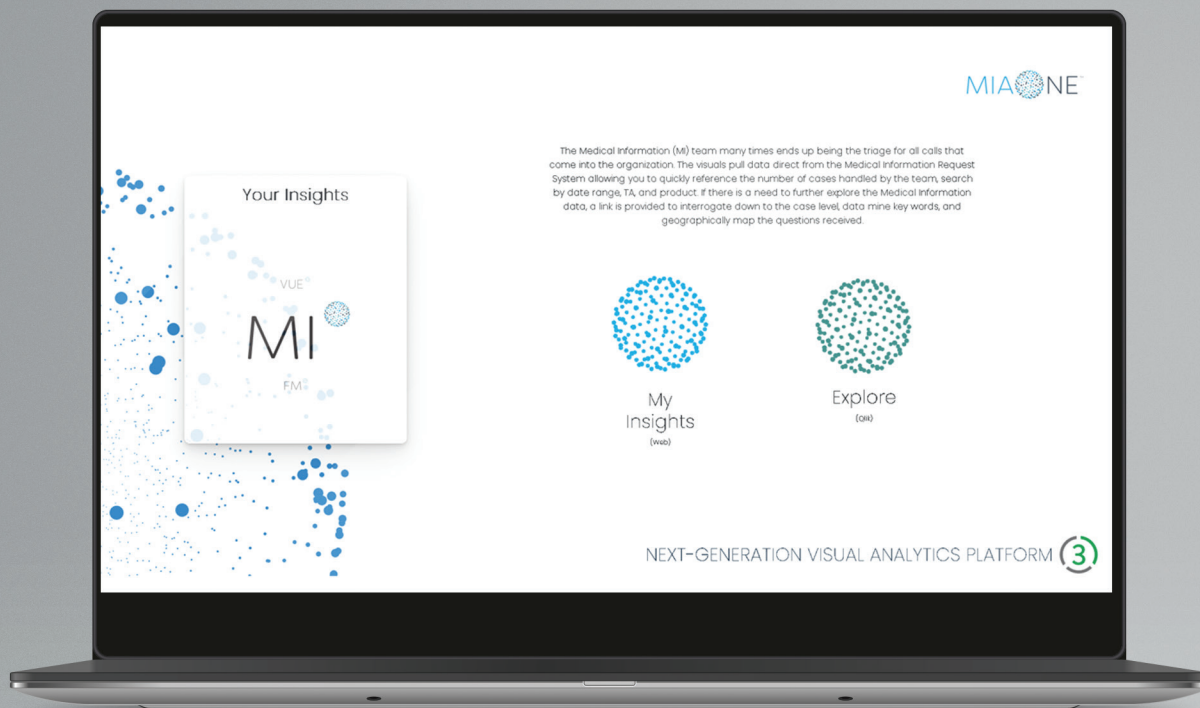 MIAONE™
The Medical Information (MI) team many times ends up being the triage for all calls that
come into the organization. The visuals pull data direct from the Medical Information Request
System allowing you to quickly reference the number of cases handled by the team, search
by date range, TA, and product. If there is a need to further explore the Medical Information
data, a link is provided to interrogate down to the case level, data mine key words, and
geographically map the questions received.
Your Insights
VUE
MI
FM
My
Insights
(Web)
Explore
(Qlik)
NEXT-GENERATION VISUAL ANALYTICS PLATFORM 3